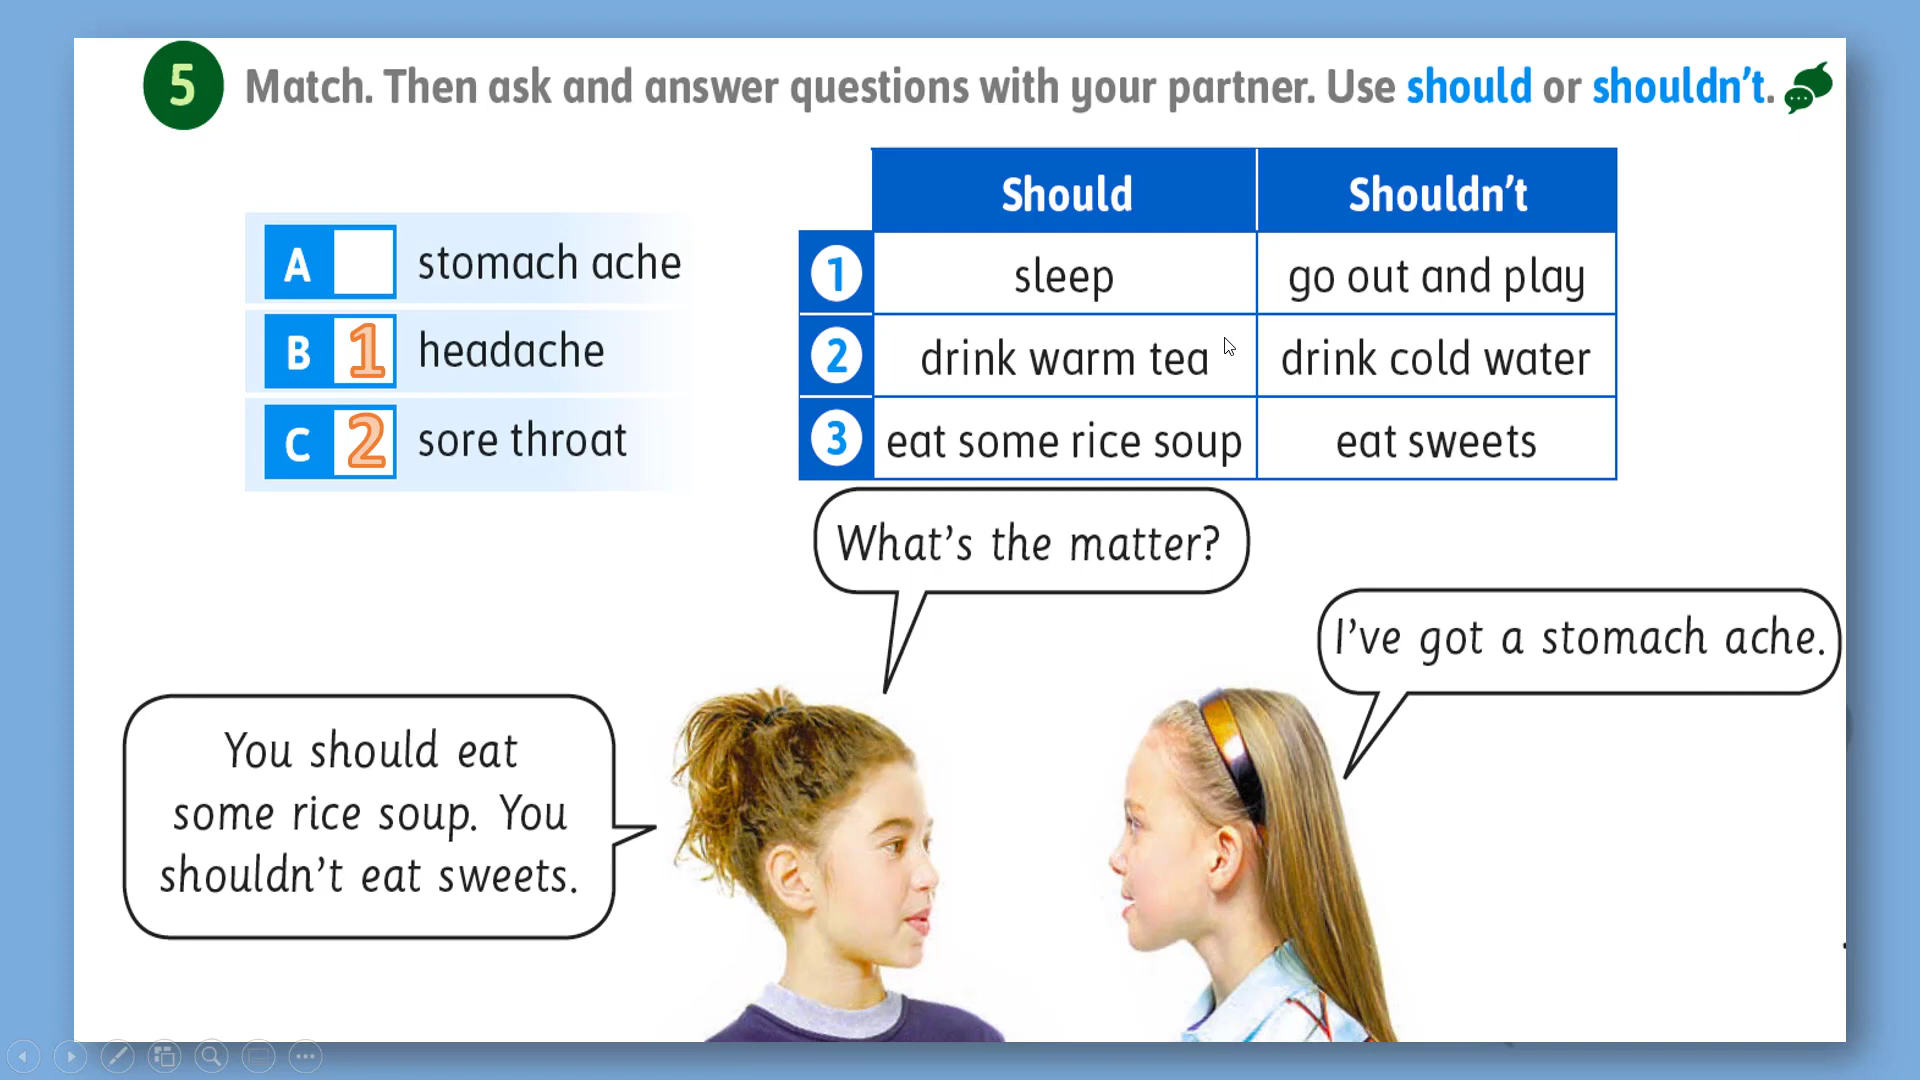 5 Match. Then ask and answer questions with your partner. Use should or shouldn't.
A stomach ache
B 1 headache
C 2 sore throat
Should Shouldn't
1 sleep go out and play
2 drink warm tea drink cold water
3 eat some rice soup eat sweets
What's the matter?
I've got a stomach ache.
You should eat
some rice soup. You
shouldn't eat sweets.